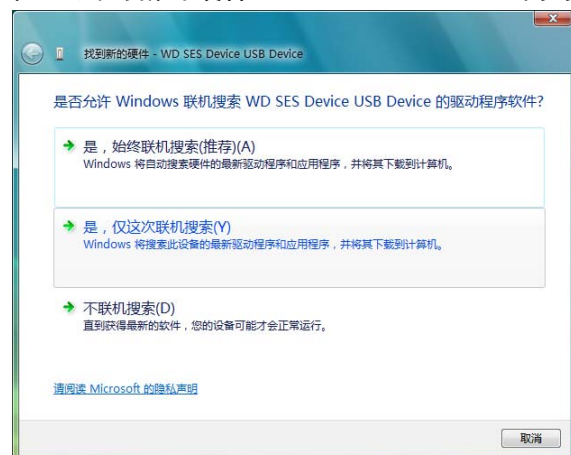 找到新的硬件 - WD SES Device USB Device
是否允许 Windows 联机搜索 WD SES Device USB Device 的驱动程序软件?
是，始终联机搜索(推荐)(A)
Windows 将自动搜索硬件的最新驱动程序和应用程序，并将其下载到计算机。
是，仅这次联机搜索(Y)
Windows 将搜索此设备的最新驱动程序和应用程序，并将其下载到计算机。
不联机搜索(D)
直到获得最新的软件，您的设备可能才会正常运行。
请阅读 Microsoft 的隐私声明
取消